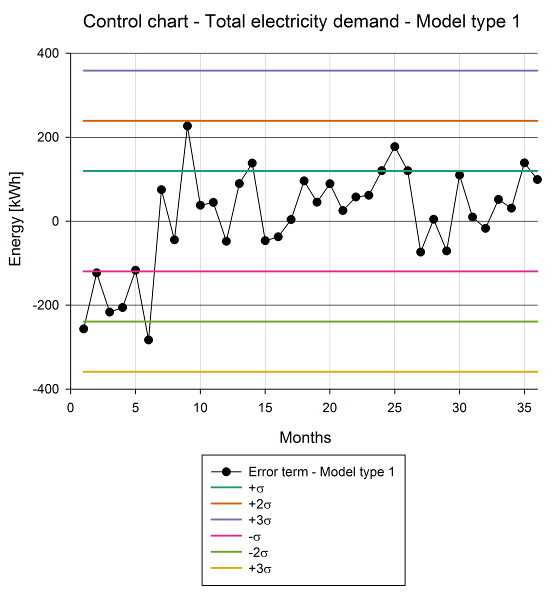 Control chart - Total electricity demand - Model type 1
400
200
0
-200
-400
Energy [kWh]
0 5 10 15 20 25 30 35
Months
Error term - Model type 1
+σ
+2σ
+3σ
-σ
-2σ
+3σ